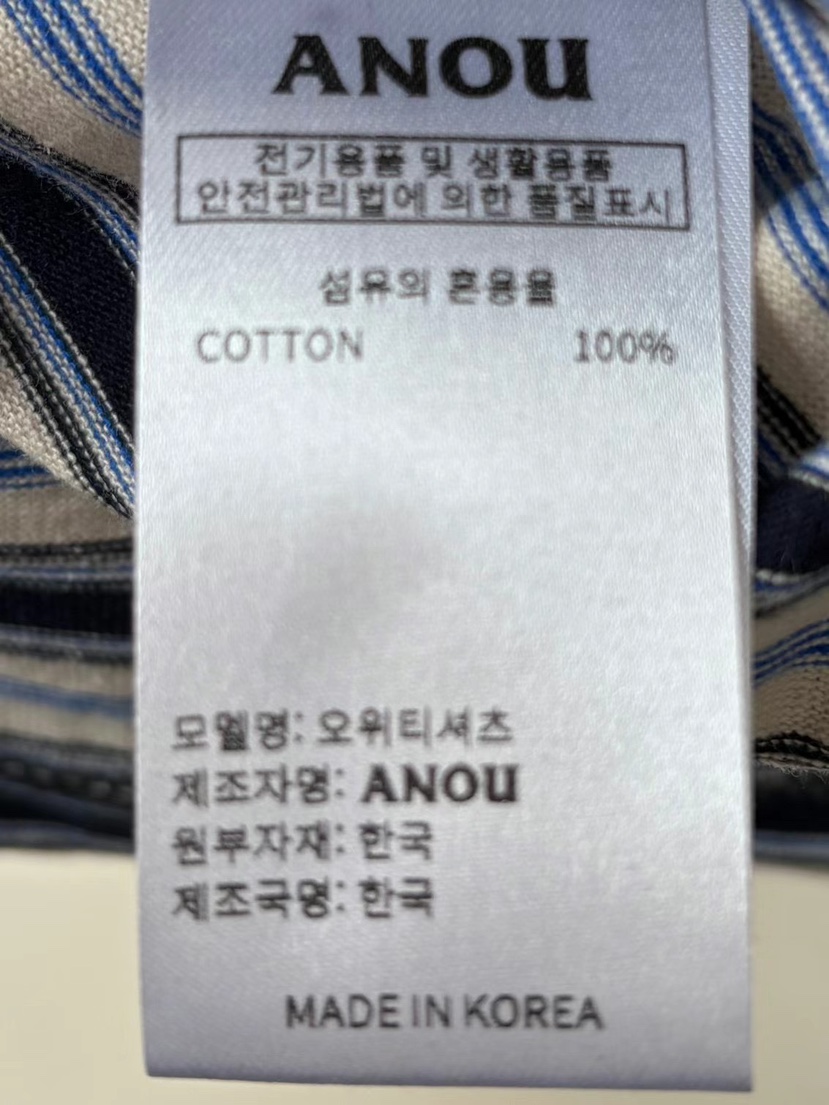 ANOU
전기용품 및 생활용품
안전관리법에 의한 품질표시
섬유의 혼용율
COTTON 100%
모델명: 오위티셔츠
제조자명: ANOU
원부자재: 한국
제조국명: 한국
MADE IN KOREA